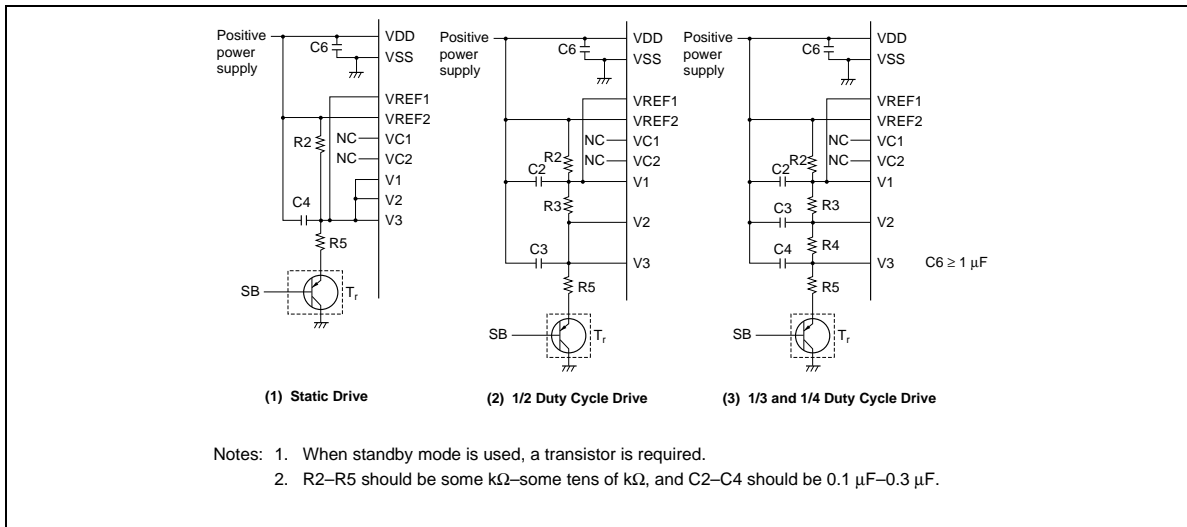 Positive
power
supply
C6
VDD
VSS
VREF1
VREF2
R2
NC
VC1
NC
VC2
V1
V2
C4
V3
R5
SB
Tr
(1) Static Drive
Positive
power
supply
C6
VDD
VSS
VREF1
VREF2
NC
VC1
R2
NC
VC2
C2
V1
R3
V2
C3
V3
R5
SB
Tr
(2) 1/2 Duty Cycle Drive
Positive
power
supply
C6
VDD
VSS
VREF1
VREF2
NC
VC1
R2
NC
VC2
C2
V1
C3
R3
V2
C4
R4
V3
C6 ≥ 1 μF
R5
SB
Tr
(3) 1/3 and 1/4 Duty Cycle Drive
Notes: 1. When standby mode is used, a transistor is required.
2. R2–R5 should be some kΩ–some tens of kΩ, and C2–C4 should be 0.1 μF–0.3 μF.